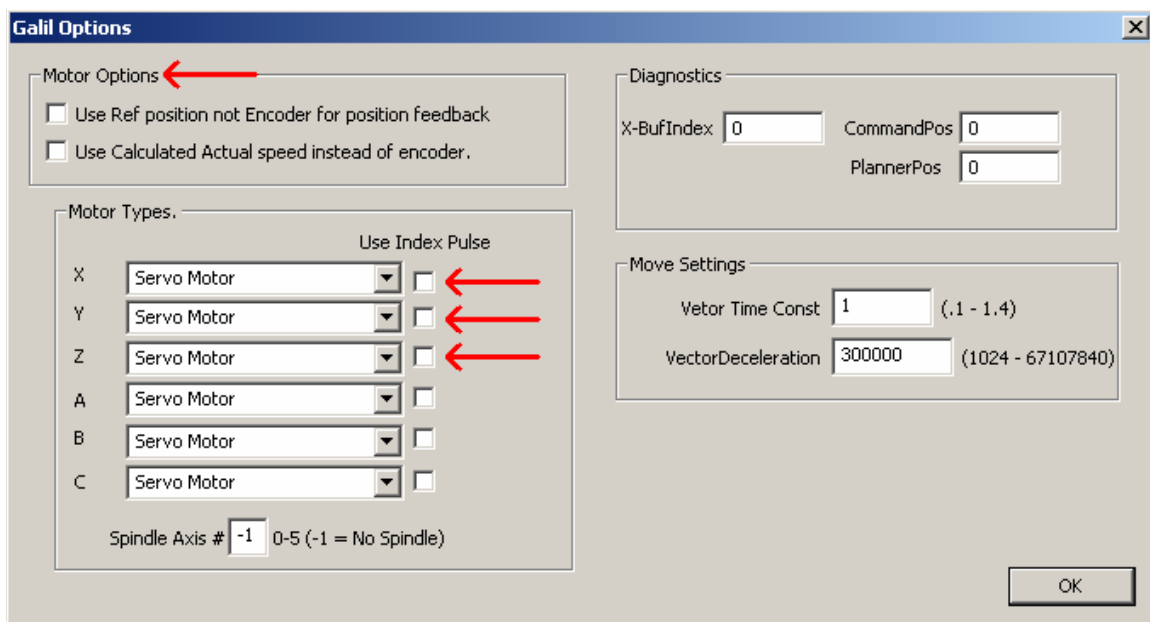 Galil Options
Motor Options
Use Ref position not Encoder for position feedback
Use Calculated Actual speed instead of encoder.
Motor Types.
Use Index Pulse
X Servo Motor
Y Servo Motor
Z Servo Motor
A Servo Motor
B Servo Motor
C Servo Motor
Spindle Axis # -1 0-5 (-1 = No Spindle)
Diagnostics
X-BufIndex 0 CommandPos 0
PlannerPos 0
Move Settings
Vetor Time Const 1 (.1 - 1.4)
VectorDeceleration 300000 (1024 - 67107840)
OK